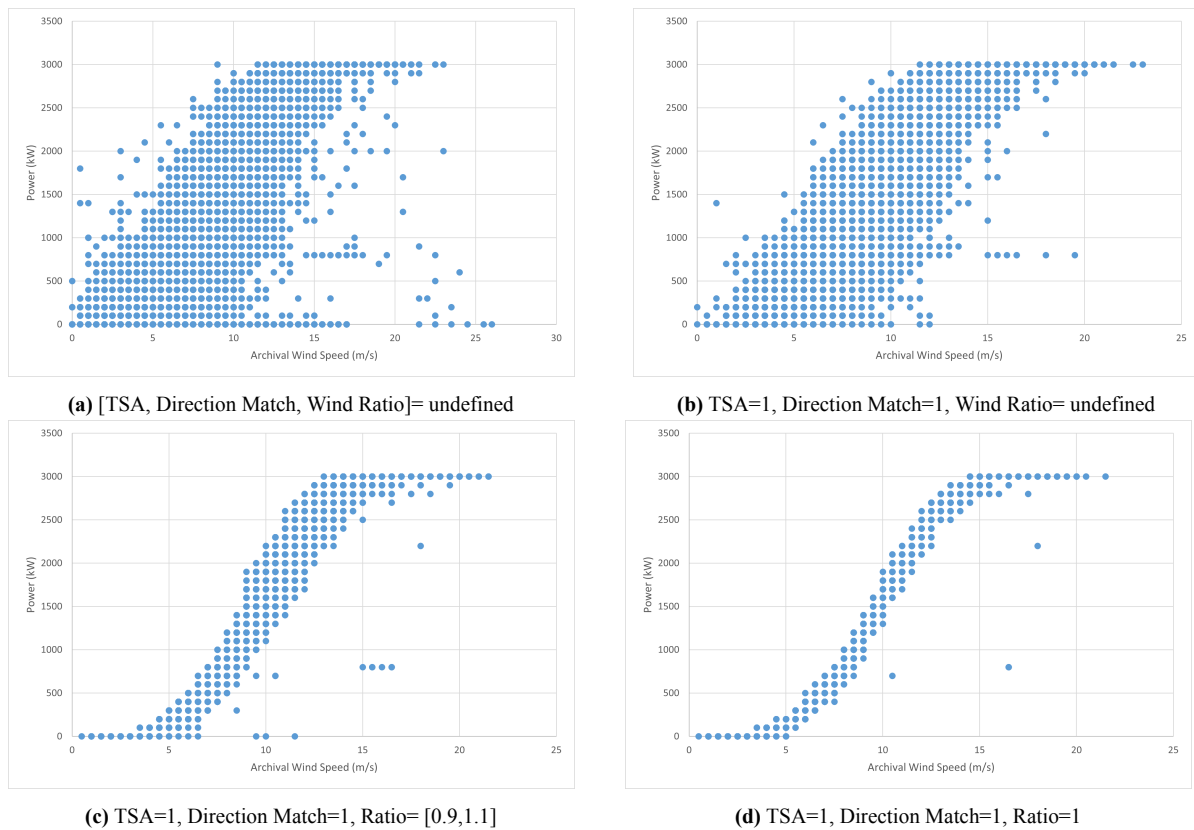 3500
3000
2500
2000
1500
1000
500
0
Power (kW)
0 5 10 15 20 25 30
Archival Wind Speed (m/s)
(a) [TSA, Direction Match, Wind Ratio]= undefined
3500
3000
2500
2000
1500
1000
500
0
Power (kW)
0 5 10 15 20 25
Archival Wind Speed (m/s)
(b) TSA=1, Direction Match=1, Wind Ratio= undefined
3500
3000
2500
2000
1500
1000
500
0
Power (kW)
0 5 10 15 20 25
Archival Wind Speed (m/s)
(c) TSA=1, Direction Match=1, Ratio= [0.9,1.1]
3500
3000
2500
2000
1500
1000
500
0
Power (kW)
0 5 10 15 20 25
Archival Wind Speed (m/s)
(d) TSA=1, Direction Match=1, Ratio=1